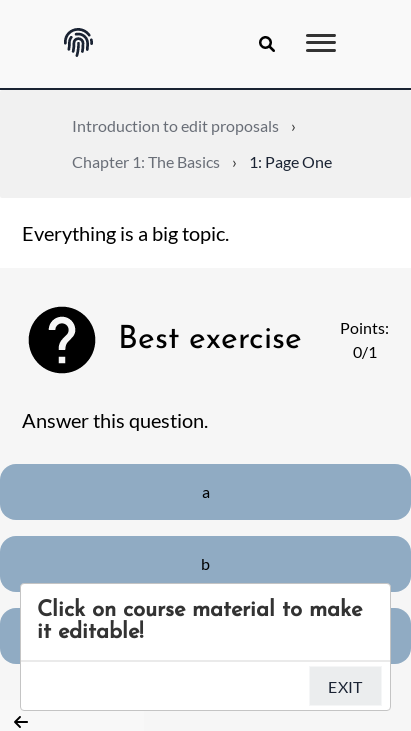 Introduction to edit proposals ›
Chapter 1: The Basics › 1: Page One
Everything is a big topic.
Best exercise
Points:
0/1
Answer this question.
a
b
Click on course material to make
it editable!
EXIT